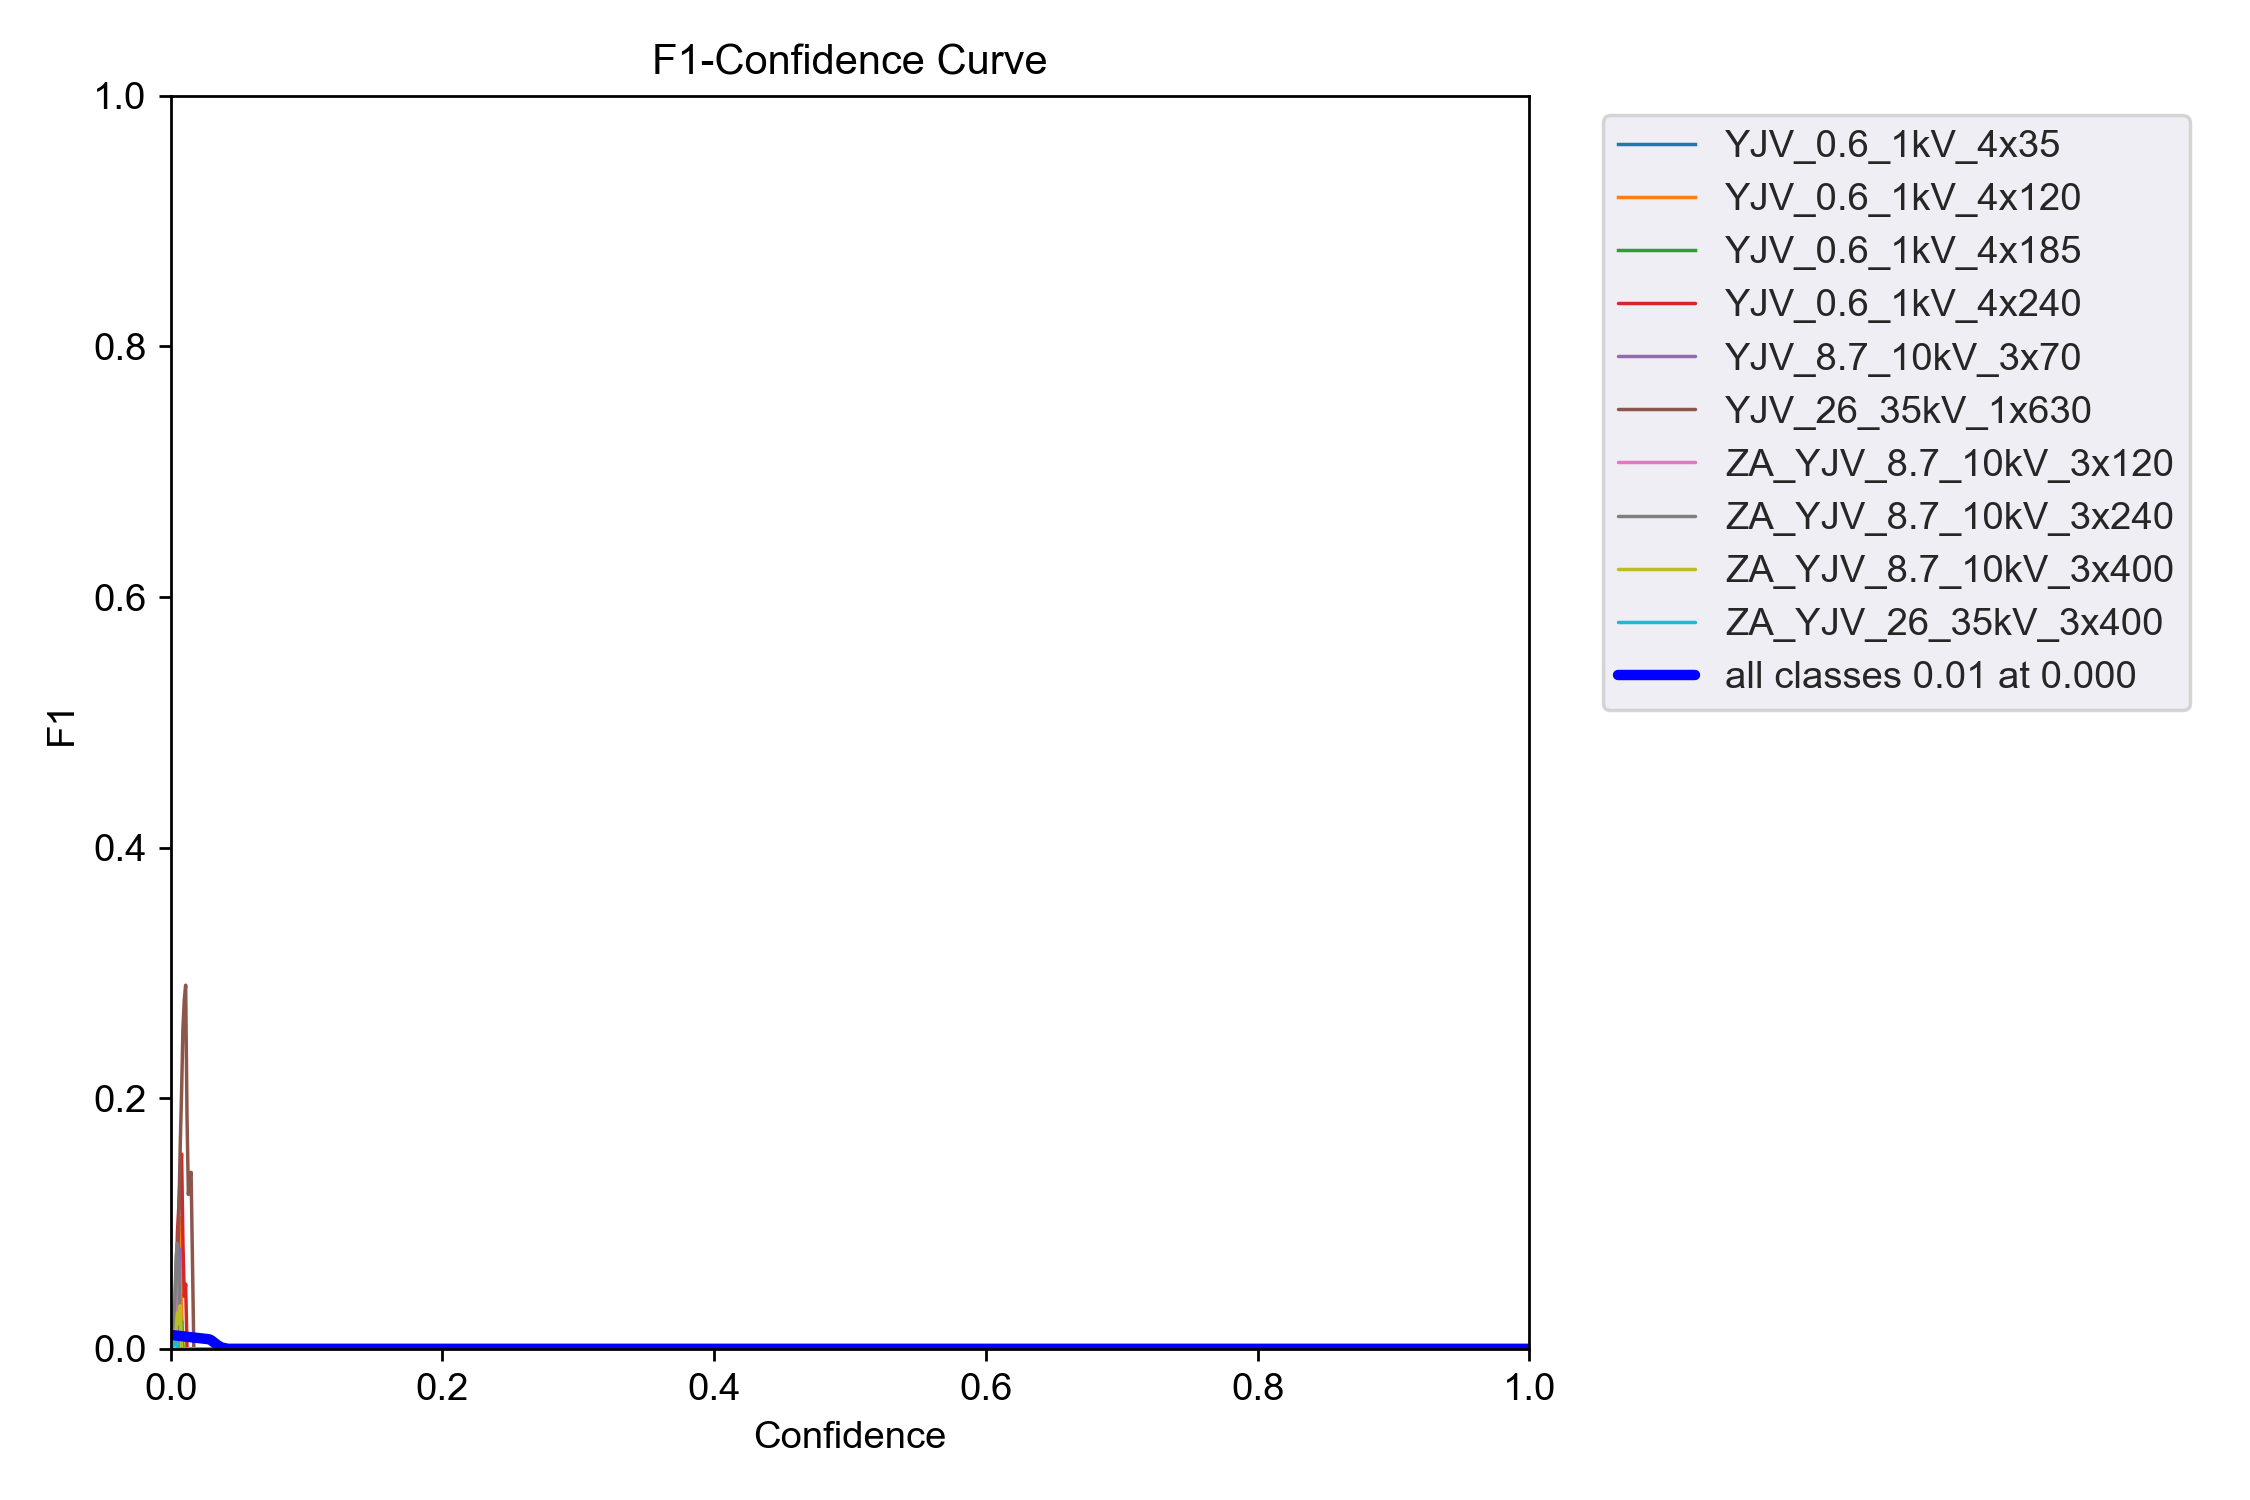 F1-Confidence Curve
1.0
0.8
0.6
0.4
0.2
0.0
F1
0.0 0.2 0.4 0.6 0.8 1.0
Confidence
YJV_0.6_1kV_4x35
YJV_0.6_1kV_4x120
YJV_0.6_1kV_4x185
YJV_0.6_1kV_4x240
YJV_8.7_10kV_3x70
YJV_26_35kV_1x630
ZA_YJV_8.7_10kV_3x120
ZA_YJV_8.7_10kV_3x240
ZA_YJV_8.7_10kV_3x400
ZA_YJV_26_35kV_3x400
all classes 0.01 at 0.000